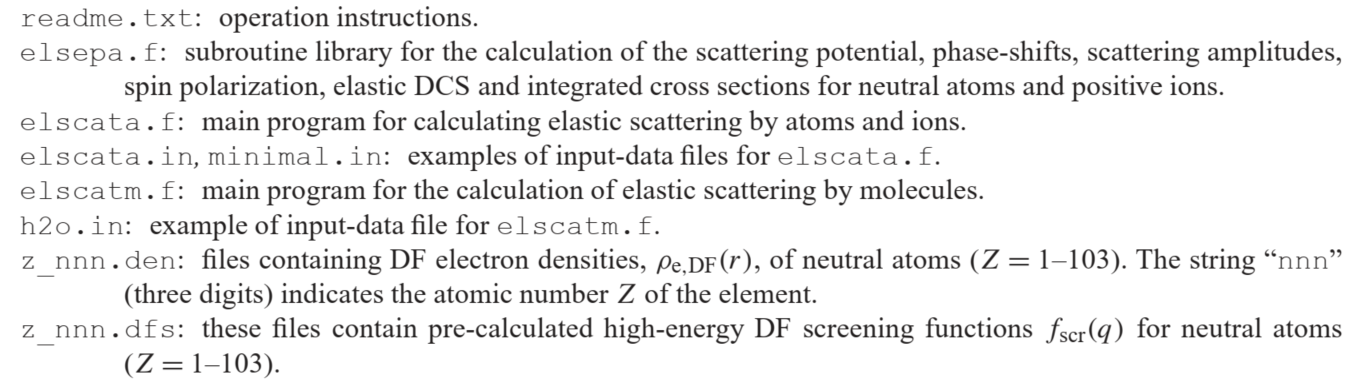 readme.txt: operation instructions.
elsepa.f: subroutine library for the calculation of the scattering potential, phase-shifts, scattering amplitudes,
spin polarization, elastic DCS and integrated cross sections for neutral atoms and positive ions.
elscata.f: main program for calculating elastic scattering by atoms and ions.
elscata.in, minimal.in: examples of input-data files for elscata.f.
elscatm.f: main program for the calculation of elastic scattering by molecules.
h2o.in: example of input-data file for elscatm.f.
z_nnn.den: files containing DF electron densities, ρe,DF(r), of neutral atoms (Z = 1–103). The string “nnn”
(three digits) indicates the atomic number Z of the element.
z_nnn.dfs: these files contain pre-calculated high-energy DF screening functions fscr(q) for neutral atoms
(Z = 1–103).